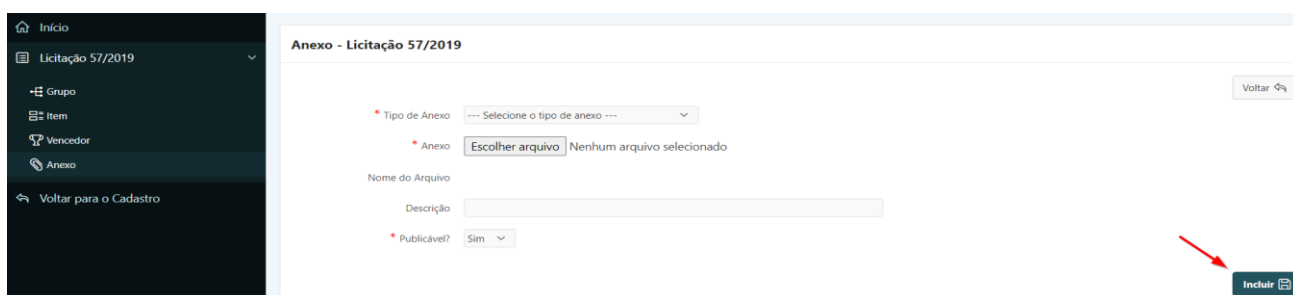 Início
Licitação 57/2019
Grupo
Item
Vencedor
Anexo
Voltar para o Cadastro
Anexo - Licitação 57/2019
Voltar
* Tipo de Anexo --- Selecione o tipo de anexo ---
* Anexo Escolher arquivo Nenhum arquivo selecionado
Nome do Arquivo
Descrição
* Publicável? Sim
Incluir